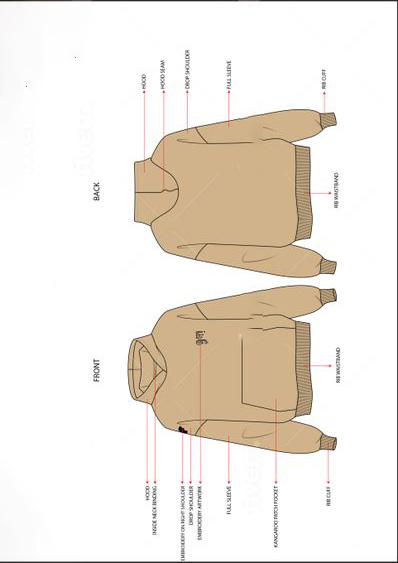 BACK
HOOD
HOOD SEAM
DROP SHOULDER
FULL SLEEVE
RIB CUFF
RIB WAISTBAND
FRONT
HOOD
INSIDE NECK BINDING
EMBROIDERY ON RIGHT SHOULDER
DROP SHOULDER
EMBROIDERY ARTWORK
FULL SLEEVE
KANGAROO PATCH POCKET
RIB CUFF
RIB WAISTBAND